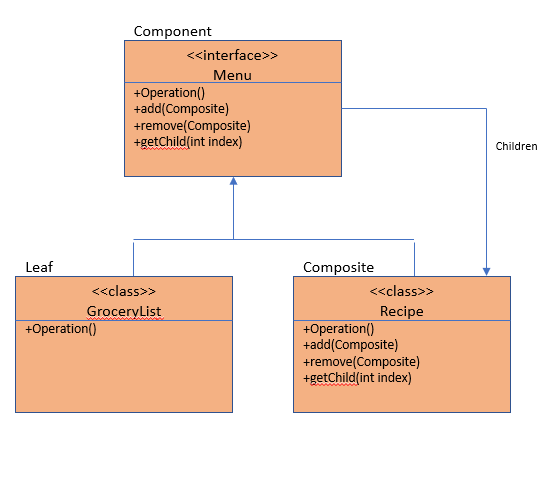 Component
<<interface>>
Menu
+Operation()
+add(Composite)
+remove(Composite)
+getChild(int index)
Children
Leaf
<<class>>
GroceryList
+Operation()
Composite
<<class>>
Recipe
+Operation()
+add(Composite)
+remove(Composite)
+getChild(int index)